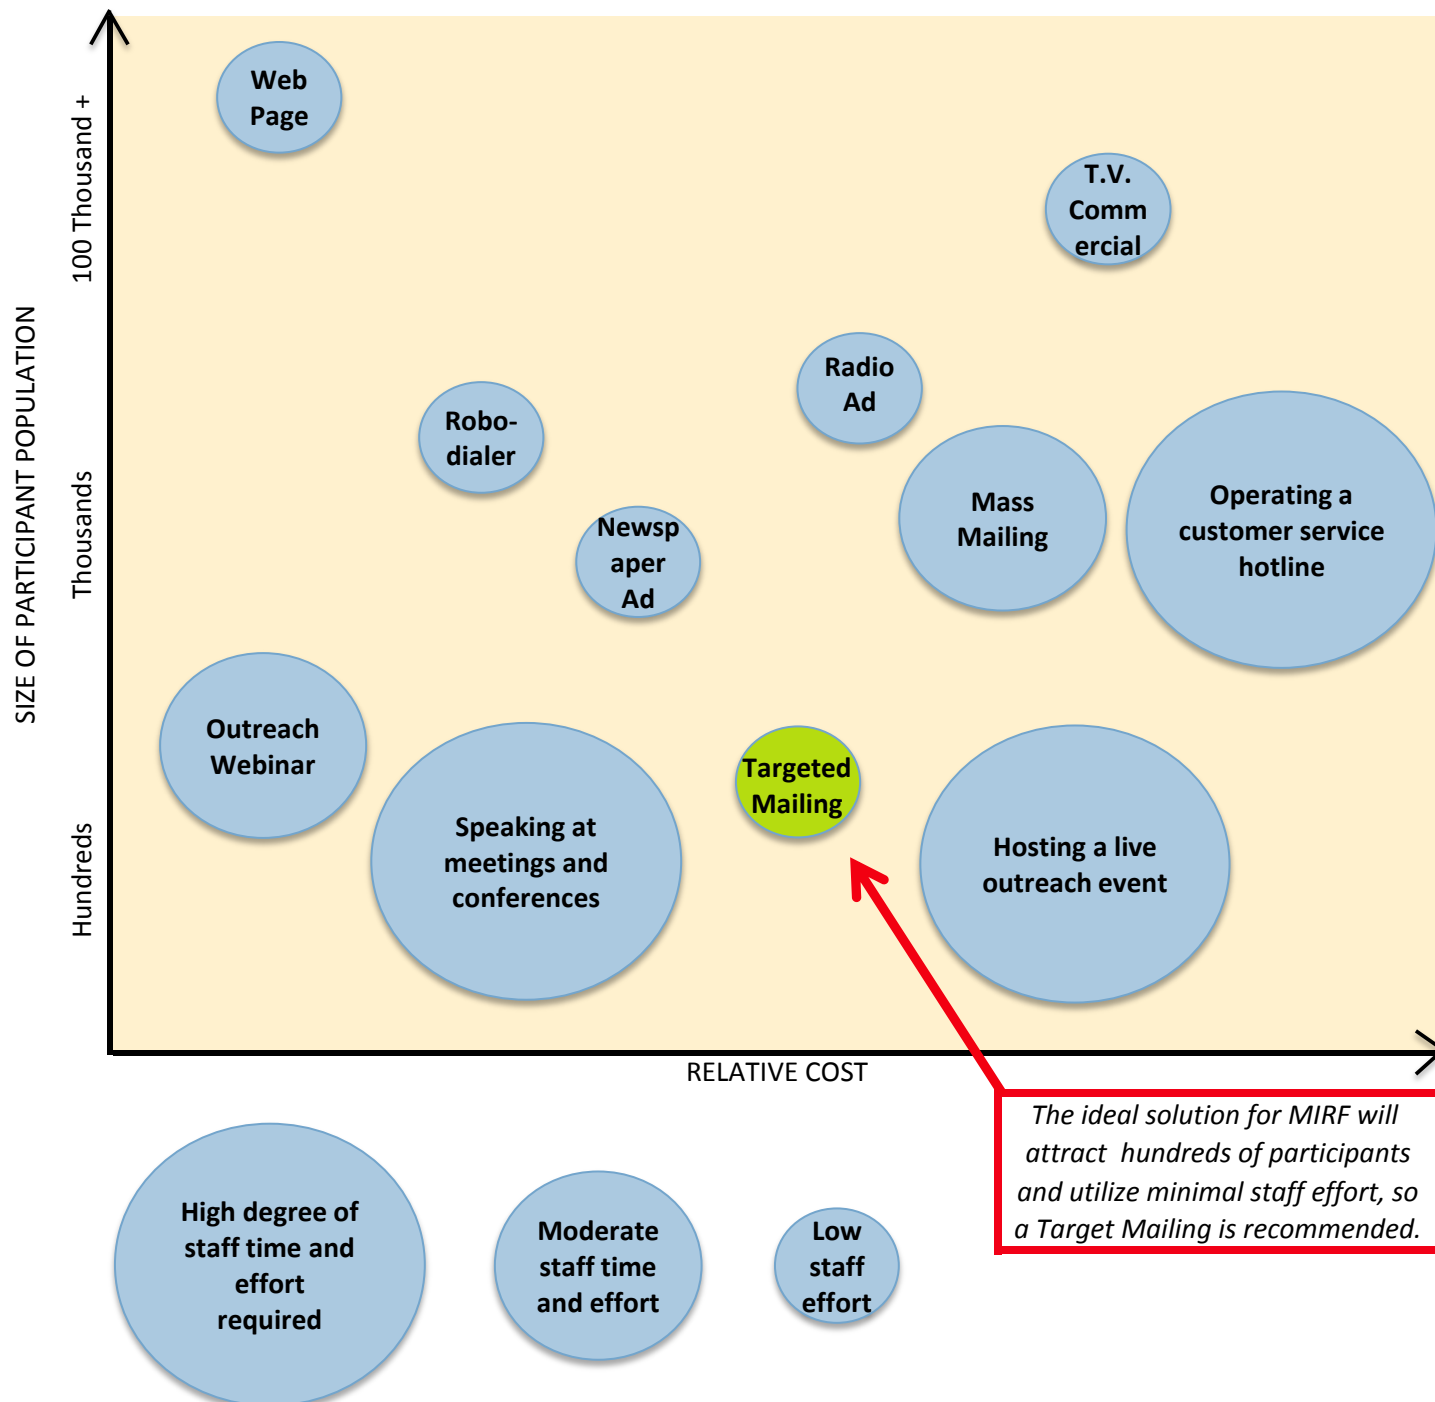 Web
Page
T.V.
Comm
ercial
100 Thousand +
SIZE OF PARTICIPANT POPULATION
Radio
Ad
Robo-
dialer
Thousands
Newsp
aper
Ad
Mass
Mailing
Operating a
customer service
hotline
Outreach
Webinar
Targeted
Mailing
Speaking at
meetings and
conferences
Hosting a live
outreach event
Hundreds
RELATIVE COST
The ideal solution for MIRF will
attract hundreds of participants
and utilize minimal staff effort, so
a Target Mailing is recommended.
High degree of
staff time and
effort
required
Moderate
staff time
and effort
Low
staff
effort